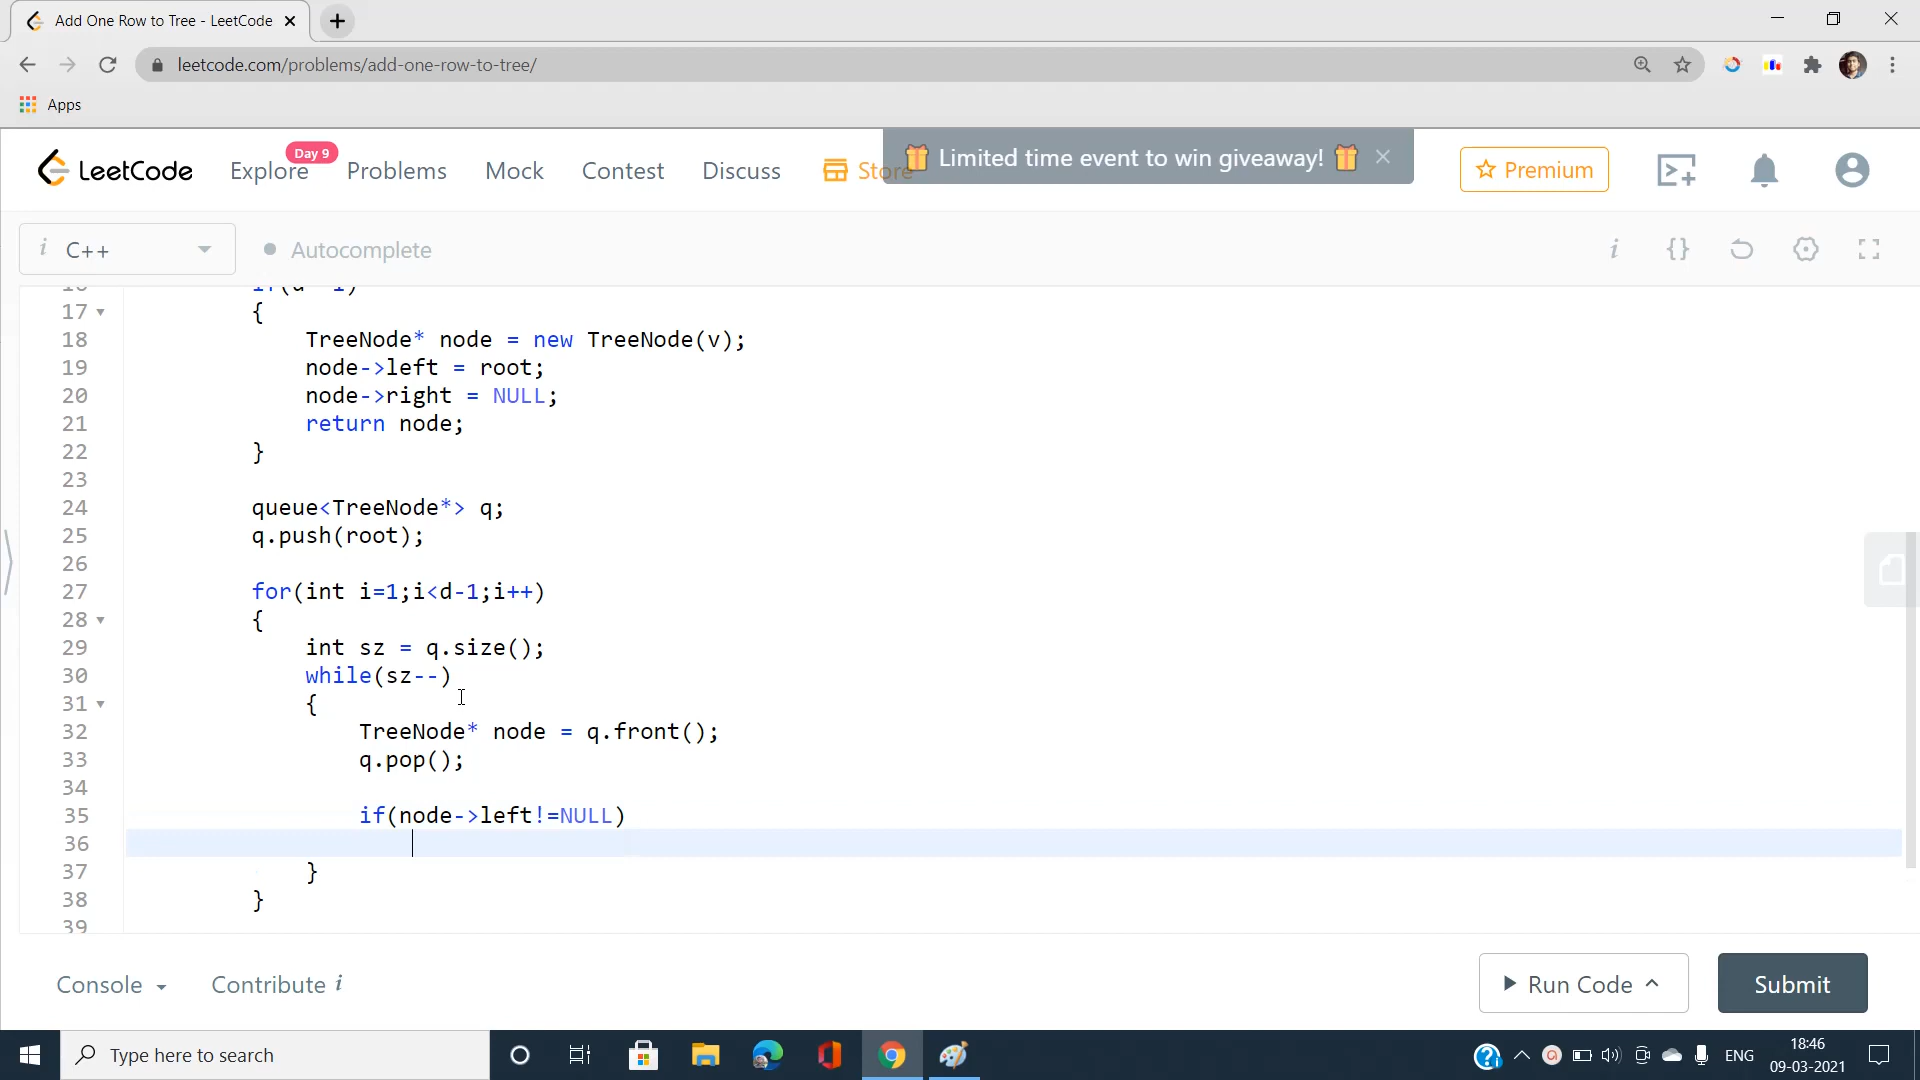 Add One Row to Tree - LeetCode
leetcode.com/problems/add-one-row-to-tree/
Apps
LeetCode
Explore
Day 9
Problems
Mock
Contest
Discuss
Store
Limited time event to win giveaway!
Premium
i C++
Autocomplete
17 {
18 TreeNode* node = new TreeNode(v);
19 node->left = root;
20 node->right = NULL;
21 return node;
22 }
23
24 queue<TreeNode*> q;
25 q.push(root);
26
27 for(int i=1;i<d-1;i++)
28 {
29 int sz = q.size();
30 while(sz--)
31 {
32 TreeNode* node = q.front();
33 q.pop();
34
35 if(node->left!=NULL)
36
37 }
38 }
39
Console
Contribute i
Run Code
Submit
Type here to search
ENG
18:46
09-03-2021